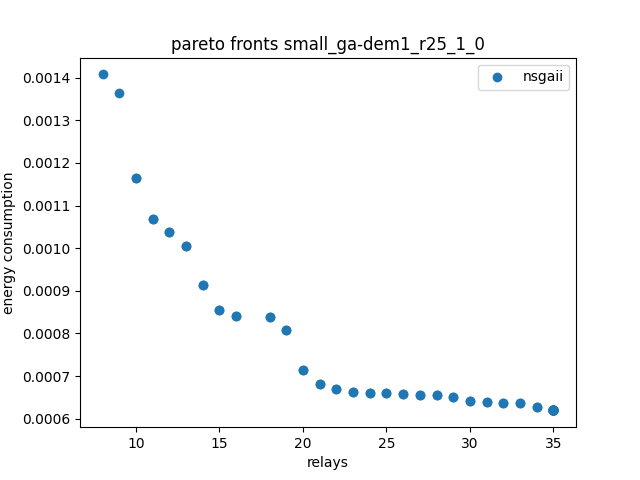 pareto fronts small_ga-dem1_r25_1_0
nsgaii
energy consumption
0.0014
0.0013
0.0012
0.0011
0.0010
0.0009
0.0008
0.0007
0.0006
10 15 20 25 30 35
relays